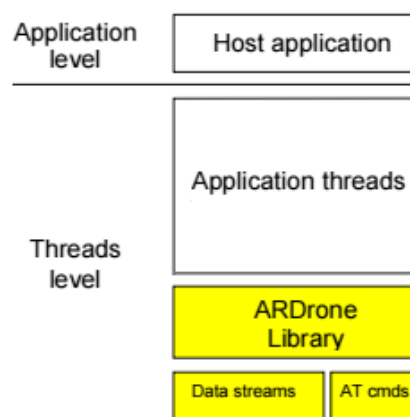 Application
level
Host application
Application threads
Threads
level
ARDrone
Library
Data streams
AT cmds